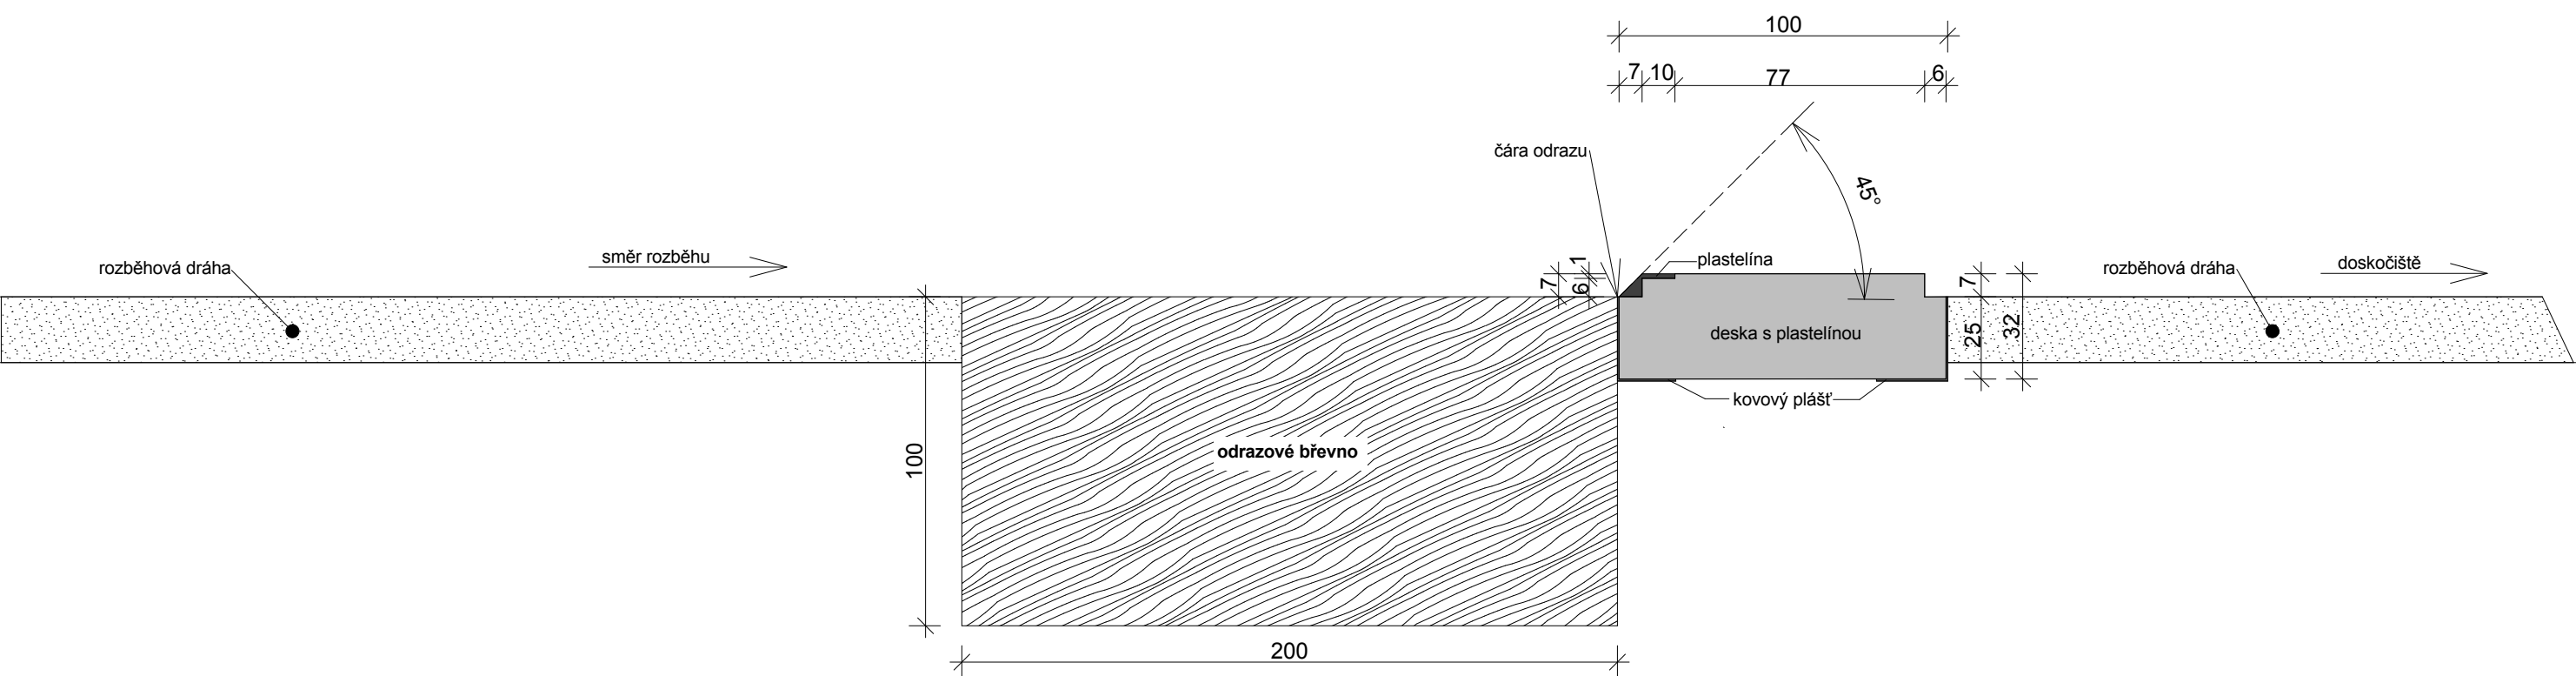 100
7 10 77 6
čára odrazu
45°
směr rozběhu
rozběhová dráha
7 6 1
plastelína
rozběhová dráha
doskočiště
deska s plastelínou
7
25
32
kovový plášť
odrazové břevno
100
200